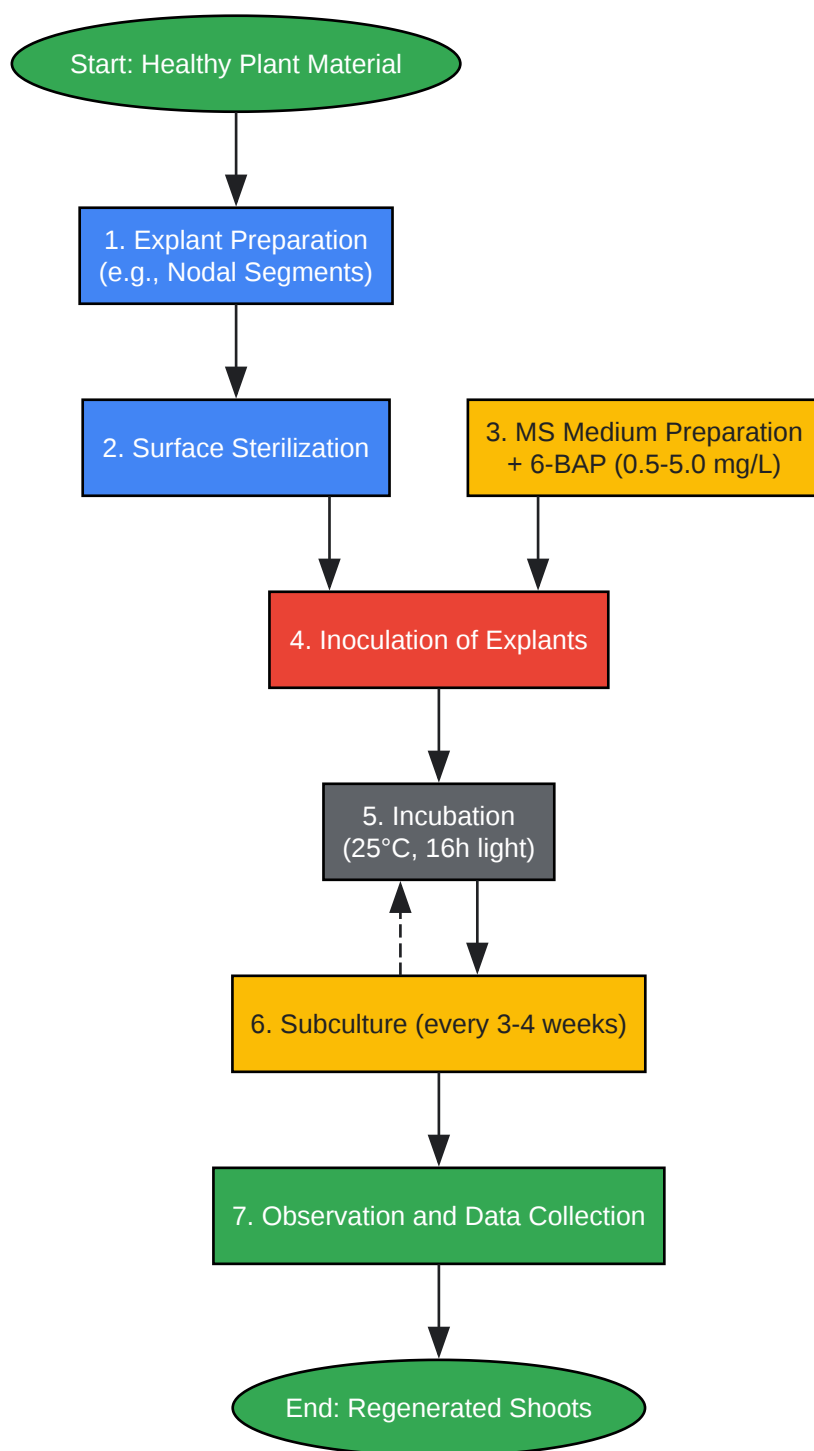 Start: Healthy Plant Material
1. Explant Preparation
(e.g., Nodal Segments)
2. Surface Sterilization
3. MS Medium Preparation
+ 6-BAP (0.5-5.0 mg/L)
4. Inoculation of Explants
5. Incubation
(25°C, 16h light)
6. Subculture (every 3-4 weeks)
7. Observation and Data Collection
End: Regenerated Shoots